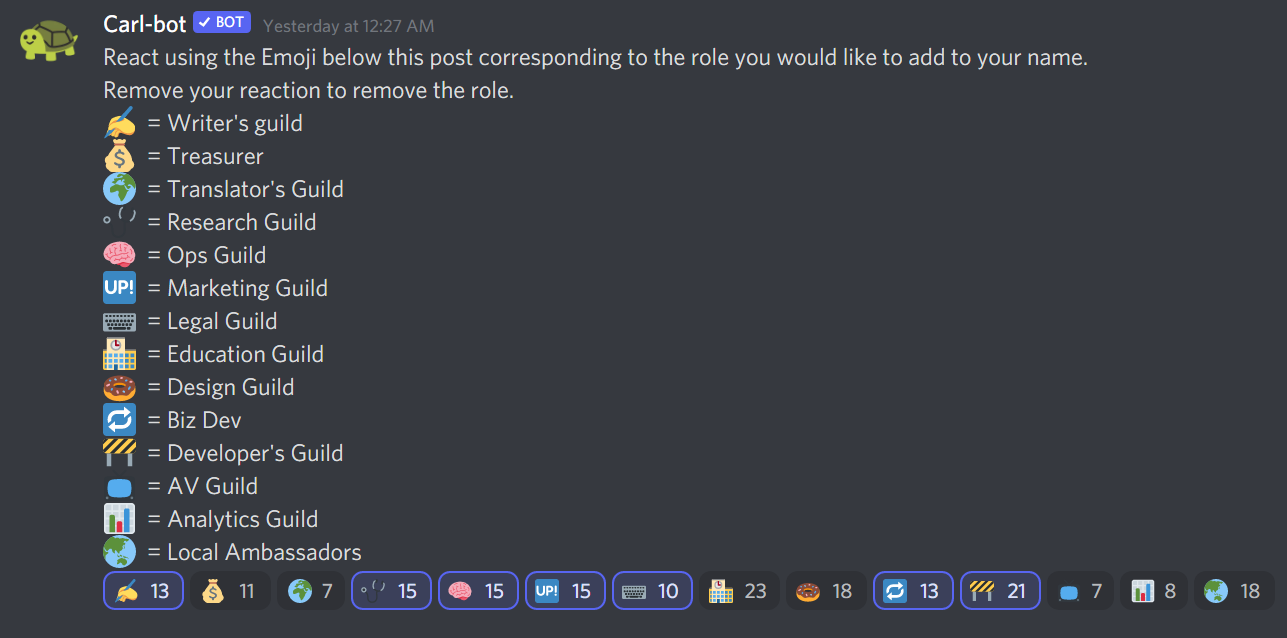 Carl-bot ✓ BOT Yesterday at 12:27 AM
React using the Emoji below this post corresponding to the role you would like to add to your name.
Remove your reaction to remove the role.
✍️ = Writer's guild
💰 = Treasurer
🌍 = Translator's Guild
🩺 = Research Guild
🧠 = Ops Guild
🆙 = Marketing Guild
⌨️ = Legal Guild
🏫 = Education Guild
🍩 = Design Guild
🔁 = Biz Dev
🚧 = Developer's Guild
📺 = AV Guild
📊 = Analytics Guild
🌏 = Local Ambassadors
✍️ 13 💰 11 🌍 7 🩺 15 🧠 15 🆙 15 ⌨️ 10 🏫 23 🍩 18 🔁 13 🚧 21 📺 7 📊 8 🌏 18